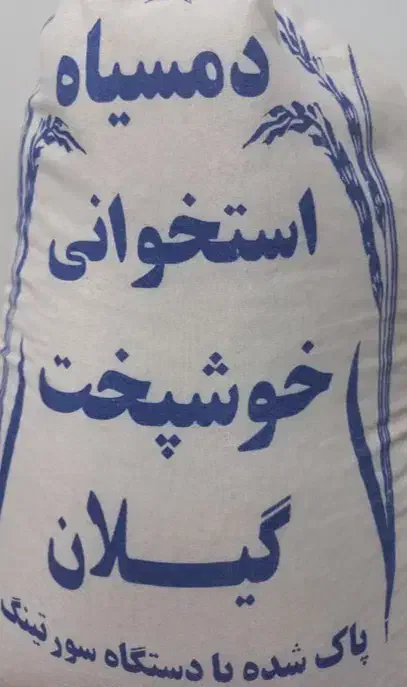 دمسیاه
استخوانی
خوشپخت
گیلان
پاک شده با دستگاه سورتینگ